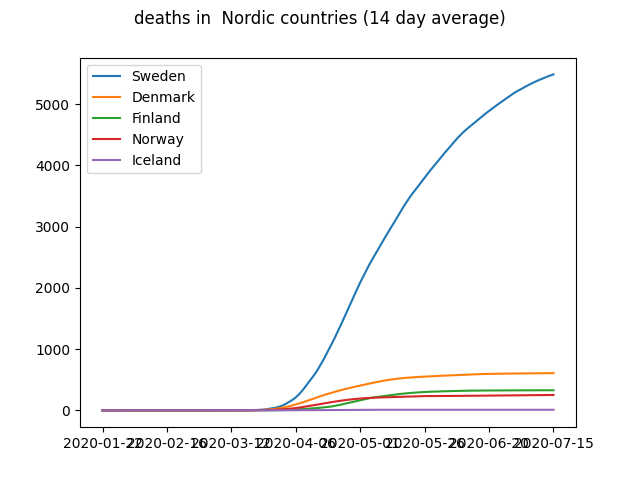 deaths in  Nordic countries (14 day average)
Sweden
Denmark
Finland
Norway
Iceland
5000
4000
3000
2000
1000
0
2020-01-22 2020-02-16 2020-03-12 2020-04-06 2020-05-01 2020-05-26 2020-06-20 2020-07-15